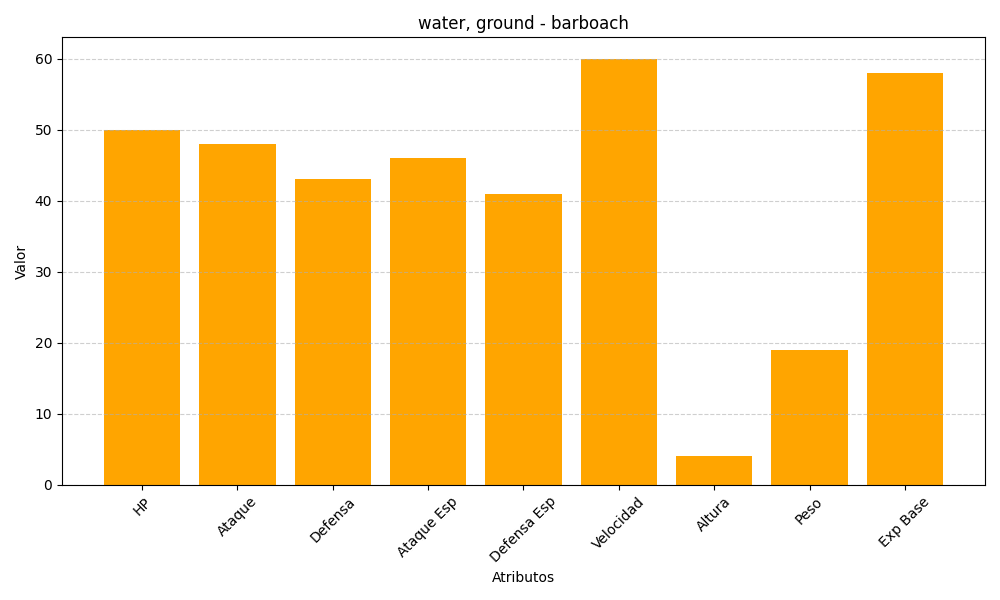 water, ground - barboach
Valor
60
50
40
30
20
10
0
HP
Ataque
Defensa
Ataque Esp
Defensa Esp
Velocidad
Altura
Peso
Exp Base
Atributos